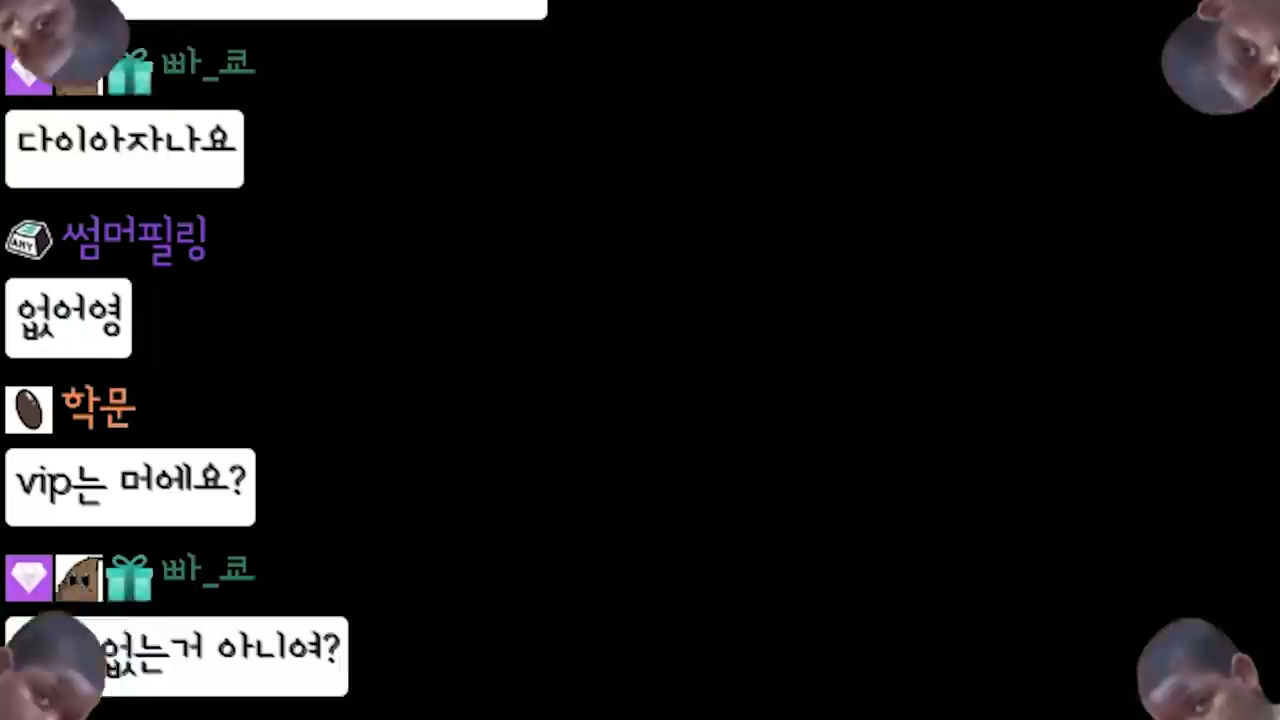 빠_쿄
다이아자나요
ANY 썸머필링
없어영
학문
vip는 머에요?
빠_쿄
없는거 아니여?